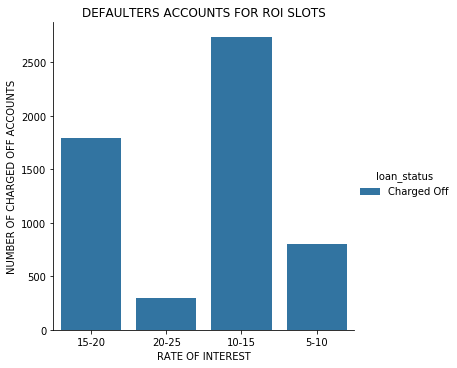 DEFAULTERS ACCOUNTS FOR ROI SLOTS
NUMBER OF CHARGED OFF ACCOUNTS
2500
2000
1500
1000
500
0
15-20 20-25 10-15 5-10
RATE OF INTEREST
loan_status
Charged Off